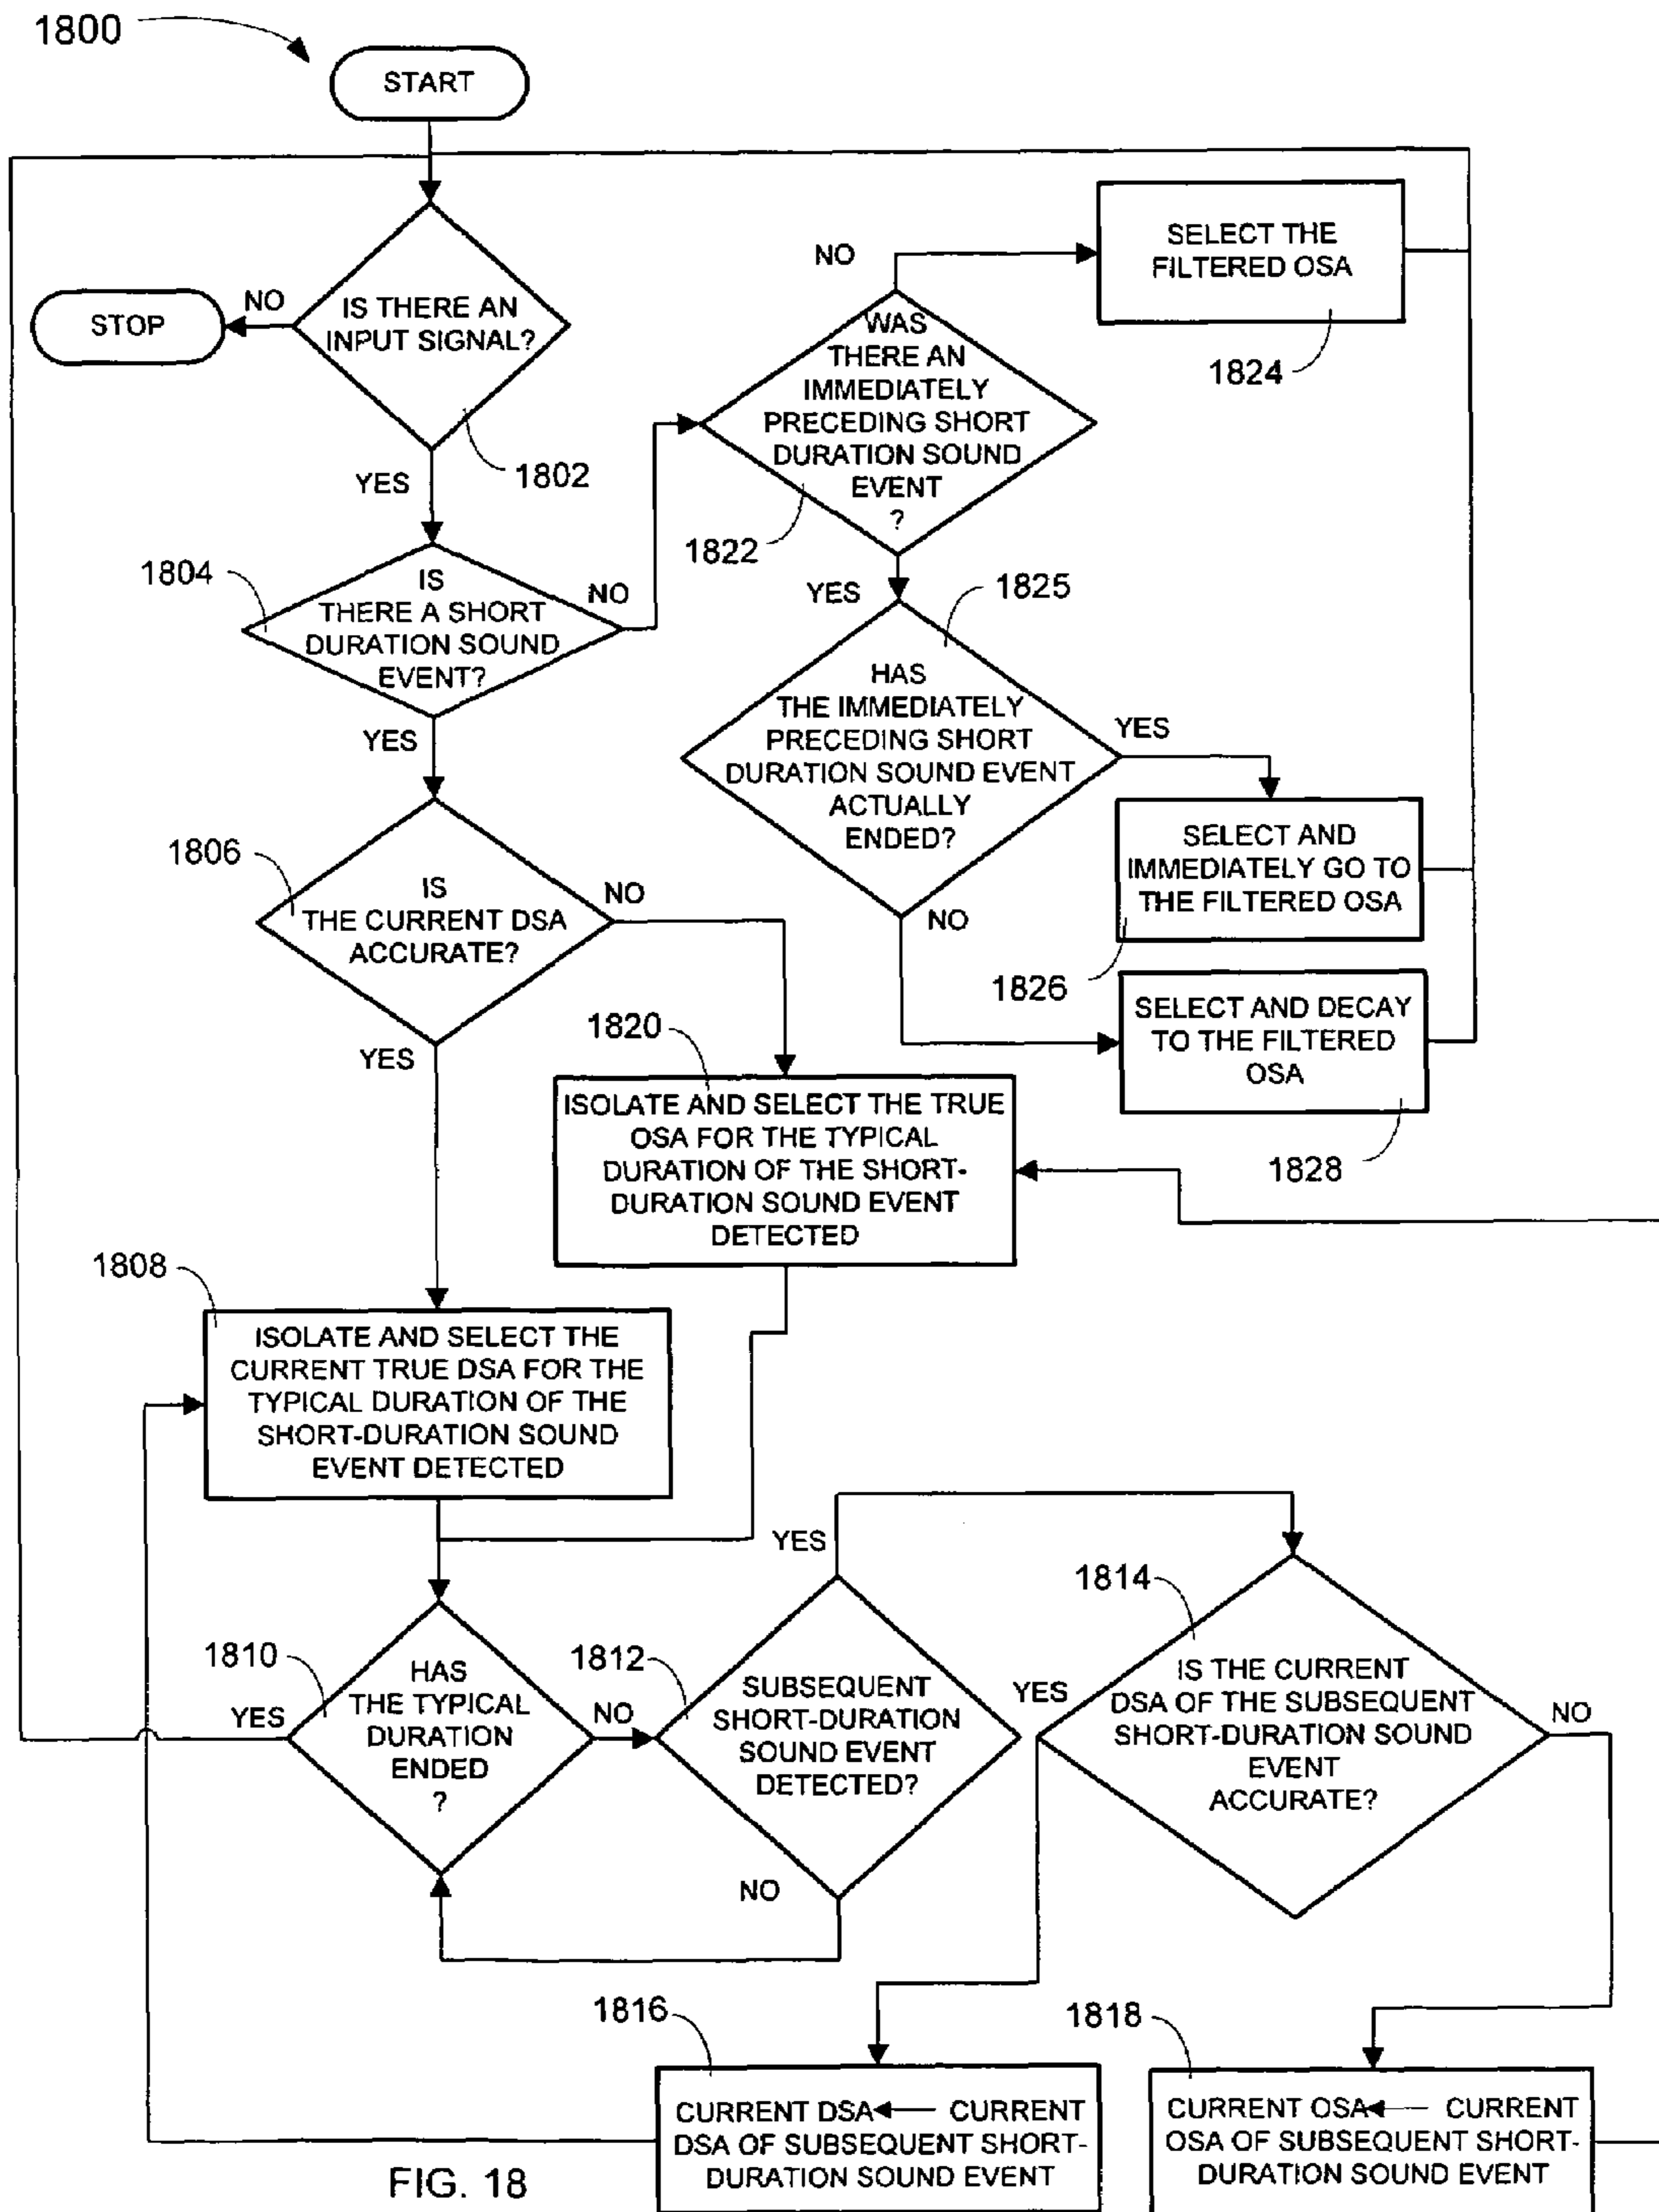 1800
START
IS THERE AN
INPUT SIGNAL?
NO
STOP
YES
1802
1804
IS
THERE A SHORT
DURATION SOUND
EVENT?
NO
YES
WAS
THERE AN
IMMEDIATELY
PRECEDING SHORT
DURATION SOUND
EVENT
?
NO
1822
YES
SELECT THE
FILTERED OSA
1824
1825
HAS
THE IMMEDIATELY
PRECEDING SHORT
DURATION SOUND EVENT
ACTUALLY
ENDED?
YES
NO
SELECT AND
IMMEDIATELY GO TO
THE FILTERED OSA
1826
SELECT AND DECAY
TO THE FILTERED
OSA
1828
1806
IS
THE CURRENT DSA
ACCURATE?
NO
YES
1820
ISOLATE AND SELECT THE TRUE
OSA FOR THE TYPICAL
DURATION OF THE SHORT-
DURATION SOUND EVENT
DETECTED
1808
ISOLATE AND SELECT THE
CURRENT TRUE DSA FOR THE
TYPICAL DURATION OF THE
SHORT-DURATION SOUND
EVENT DETECTED
1810
HAS
THE TYPICAL
DURATION
ENDED
?
YES
NO
1812
SUBSEQUENT
SHORT-DURATION
SOUND EVENT
DETECTED?
YES
NO
1814
IS THE CURRENT
DSA OF THE SUBSEQUENT
SHORT-DURATION SOUND
EVENT
ACCURATE?
YES
NO
1816
CURRENT DSA← CURRENT
DSA OF SUBSEQUENT SHORT-
DURATION SOUND EVENT
1818
CURRENT OSA← CURRENT
OSA OF SUBSEQUENT SHORT-
DURATION SOUND EVENT
FIG. 18